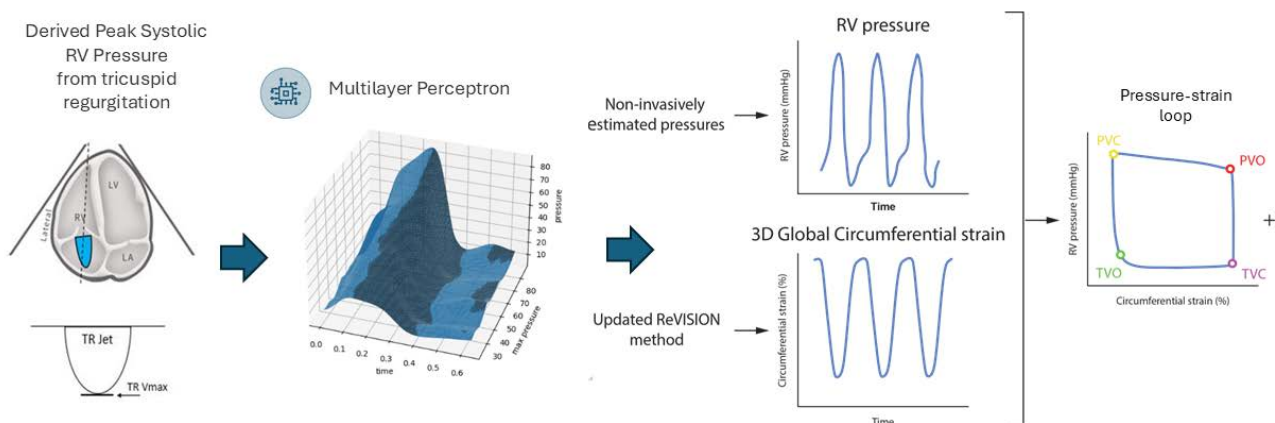 Derived Peak Systolic
RV Pressure
from tricuspid
regurgitation
LV
RV
Lateral
LA
TR Jet
TR Vmax
Multilayer Perceptron
80
70
60
50
40
30
20
10
pressure
0.0
0.1
0.2
0.3
0.4
0.5
0.6
time
30
40
50
60
70
80
max pressure
Non-invasively
estimated pressures
Updated ReVISION
method
RV pressure
RV pressure (mmHg)
Time
3D Global Circumferential strain
Circumferential strain (%)
Time
Pressure-strain
loop
PVC
PVO
TVO
TVC
RV pressure (mmHg)
Circumferential strain (%)
+